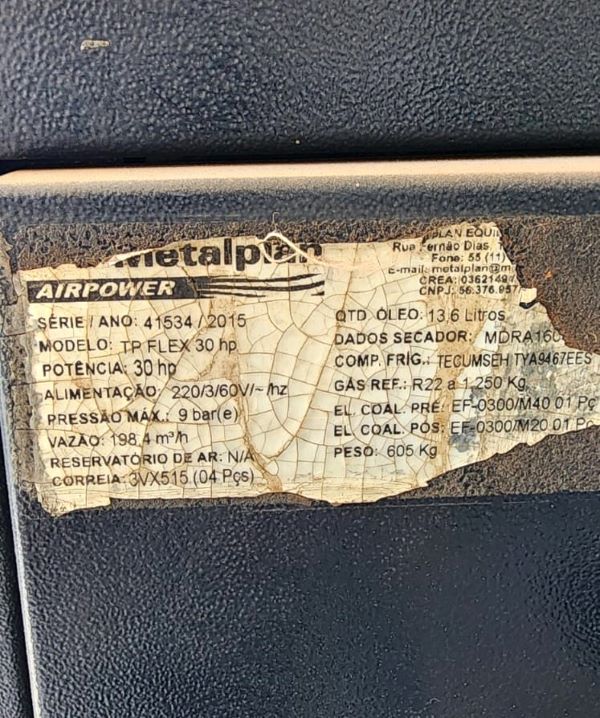 Metalplan
AIRPOWER
SÉRIE / ANO: 41534 / 2015
MODELO: TP FLEX 30 hp
POTÊNCIA: 30 hp
ALIMENTAÇÃO: 220/3/60V/~/hz
PRESSÃO MÁX.: 9 bar(e)
VAZÃO: 198,4 m³/h
RESERVATÓRIO DE AR: N/A
CORREIA: 3VX515 (04 Pçs)
PLAN EQUI
Rua Fernão Dias,
Fone: 55 (11)
E-mail: metalplan@m
CREA: 0362149
CNPJ: 56.376.957
QTD. ÓLEO: 13,6 Litros
DADOS SECADOR: MDRA160
COMP. FRÍG.: TECUMSEH TYA9467EES
GÁS REF.: R22 a 1,250 Kg.
EL. COAL. PRÉ: EF-0300/M40 01 Pç
EL. COAL. PÓS: EF-0300/M20 01 Pç
PESO: 605 Kg